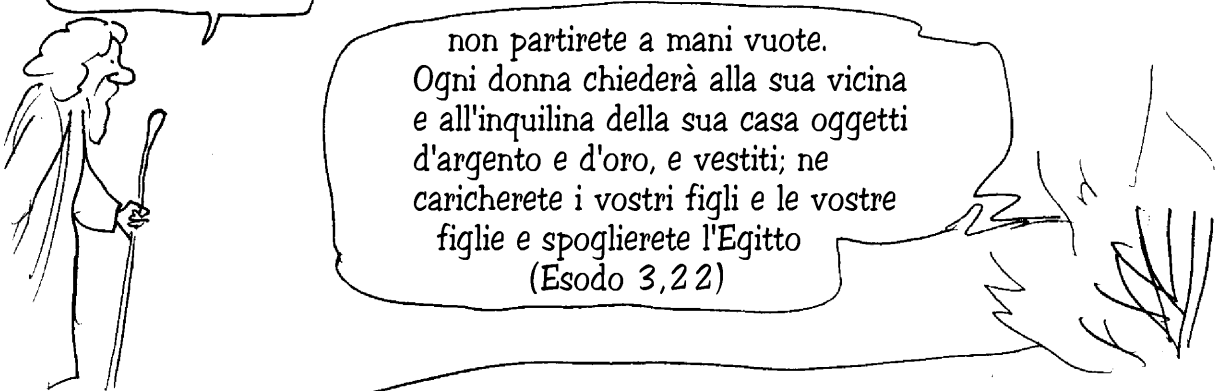 non partirete a mani vuote.
Ogni donna chiederà alla sua vicina
e all'inquilina della sua casa oggetti
d'argento e d'oro, e vestiti; ne
caricherete i vostri figli e le vostre
figlie e spoglierete l'Egitto
(Esodo 3,22)